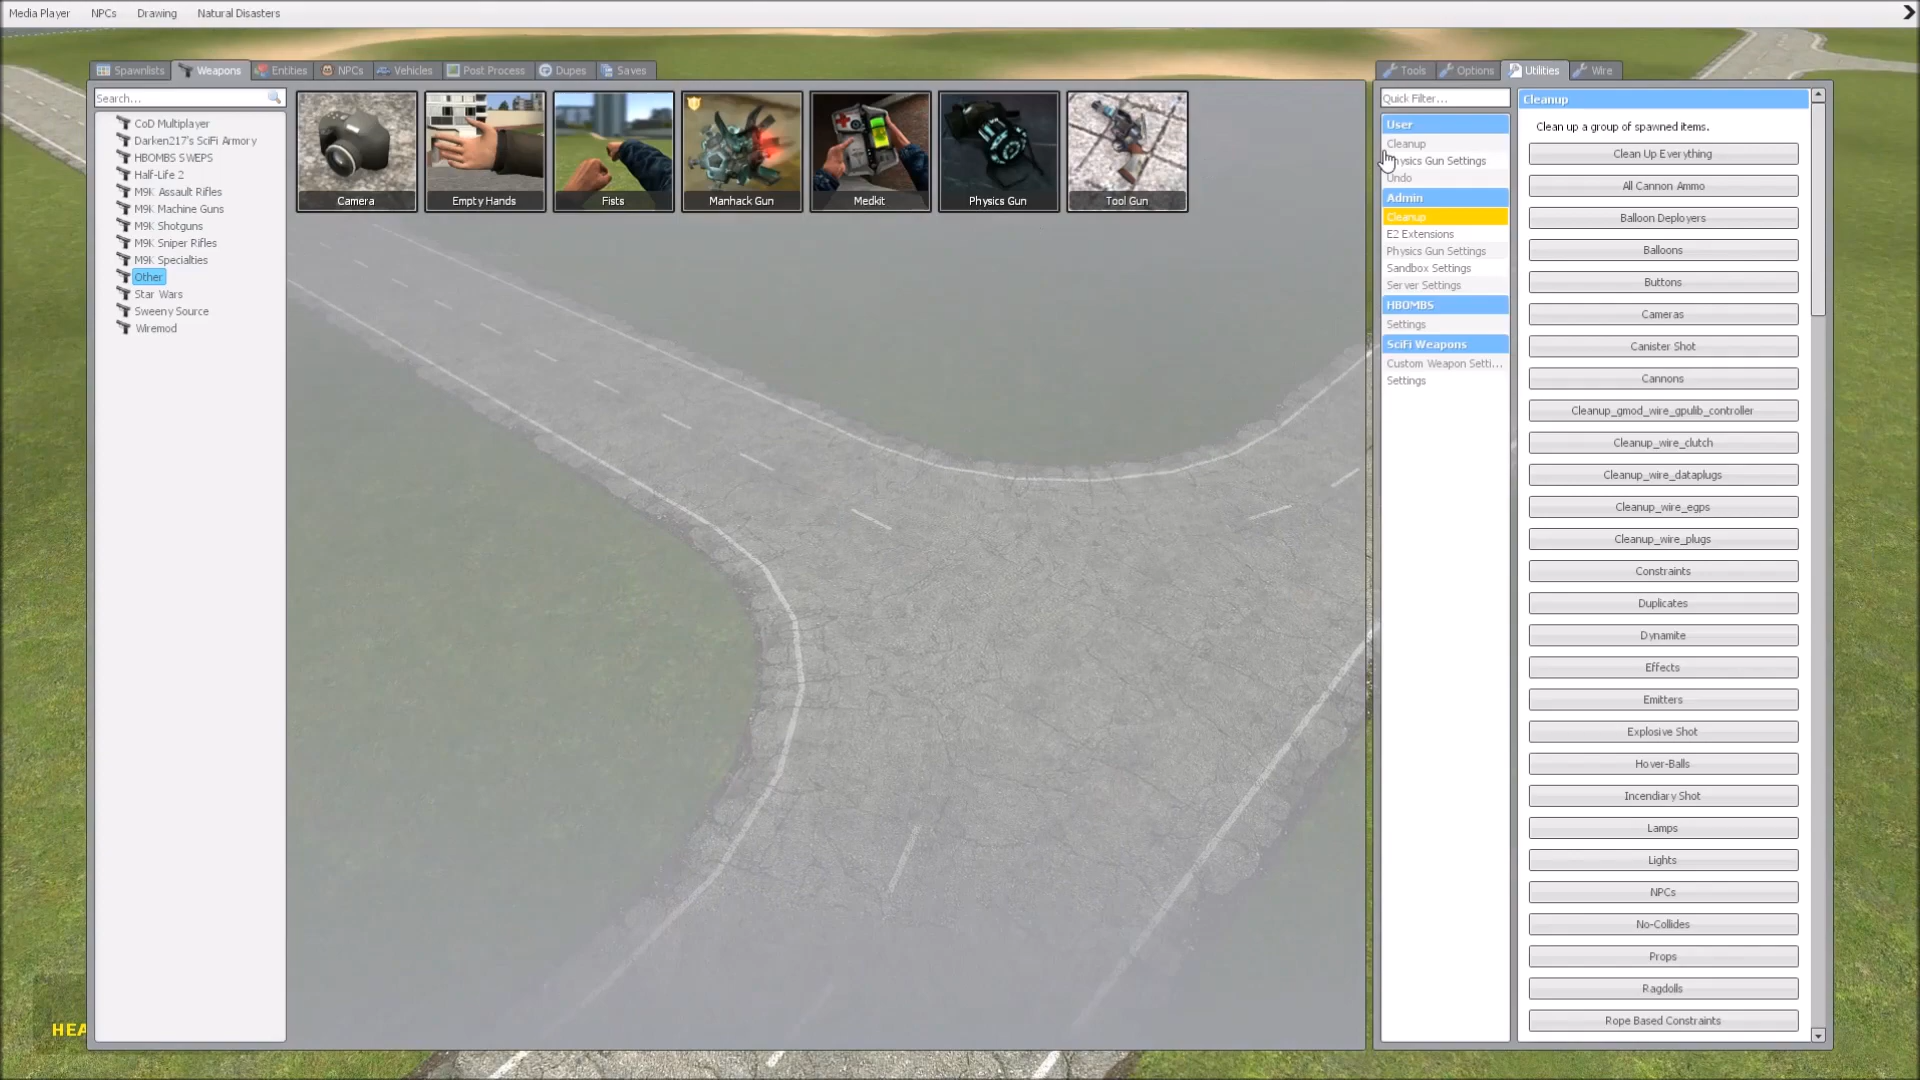 Media Player NPCs Drawing Natural Disasters
Spawnlists Weapons Entities NPCs Vehicles Post Process Dupes Saves
Tools Options Utilities Wire
Search...
CoD Multiplayer
Darken217's SciFi Armory
HBOMBS SWEPS
Half-Life 2
M9K Assault Rifles
M9K Machine Guns
M9K Shotguns
M9K Sniper Rifles
M9K Specialties
Other
Star Wars
Sweeny Source
Wiremod
Camera
Empty Hands
Fists
Manhack Gun
Medkit
Physics Gun
Tool Gun
Quick Filter...
User
Cleanup
hysics Gun Settings
Undo
Admin
Cleanup
E2 Extensions
Physics Gun Settings
Sandbox Settings
Server Settings
HBOMBS
Settings
SciFi Weapons
Custom Weapon Setti...
Settings
Cleanup
Clean up a group of spawned items.
Clean Up Everything
All Cannon Ammo
Balloon Deployers
Balloons
Buttons
Cameras
Canister Shot
Cannons
Cleanup_gmod_wire_gpulib_controller
Cleanup_wire_clutch
Cleanup_wire_dataplugs
Cleanup_wire_egps
Cleanup_wire_plugs
Constraints
Duplicates
Dynamite
Effects
Emitters
Explosive Shot
Hover-Balls
Incendiary Shot
Lamps
Lights
NPCs
No-Collides
Props
Ragdolls
Rope Based Constraints
HEA